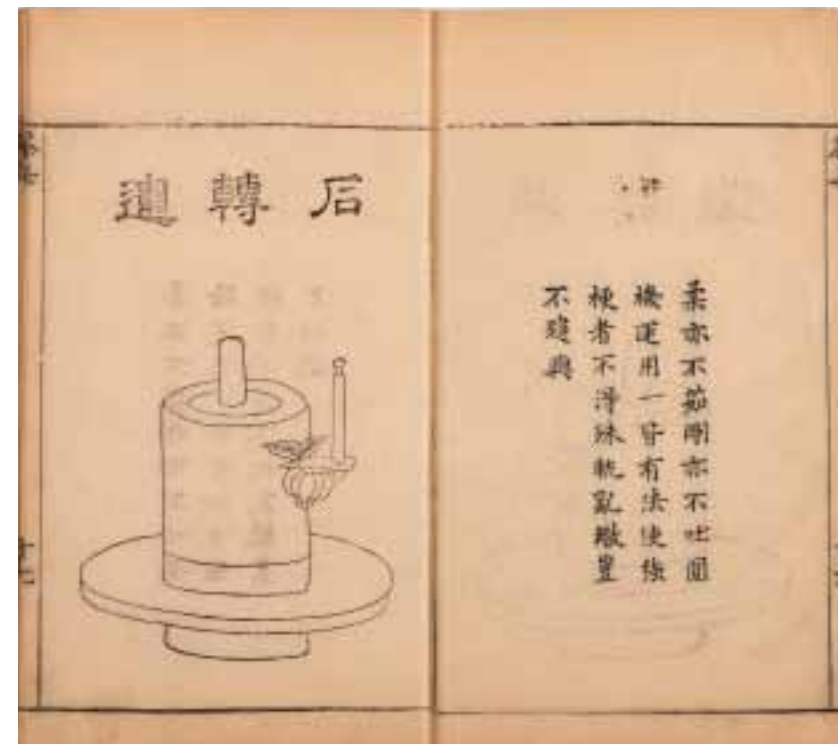 柔亦不茹剛亦不吐圓
機運用一皆有法使強
梗者不得殊軌亂轍豈
不韙與
石轉運